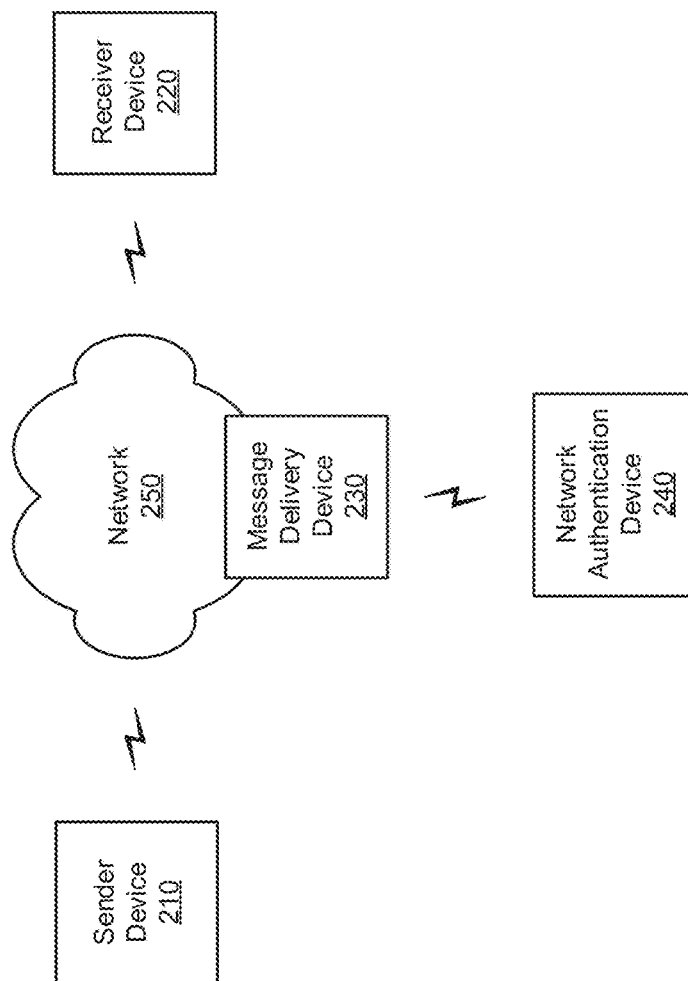 Sender
Device
210
Network
250
Message
Delivery
Device
230
Network
Authentication
Device
240
Receiver
Device
220